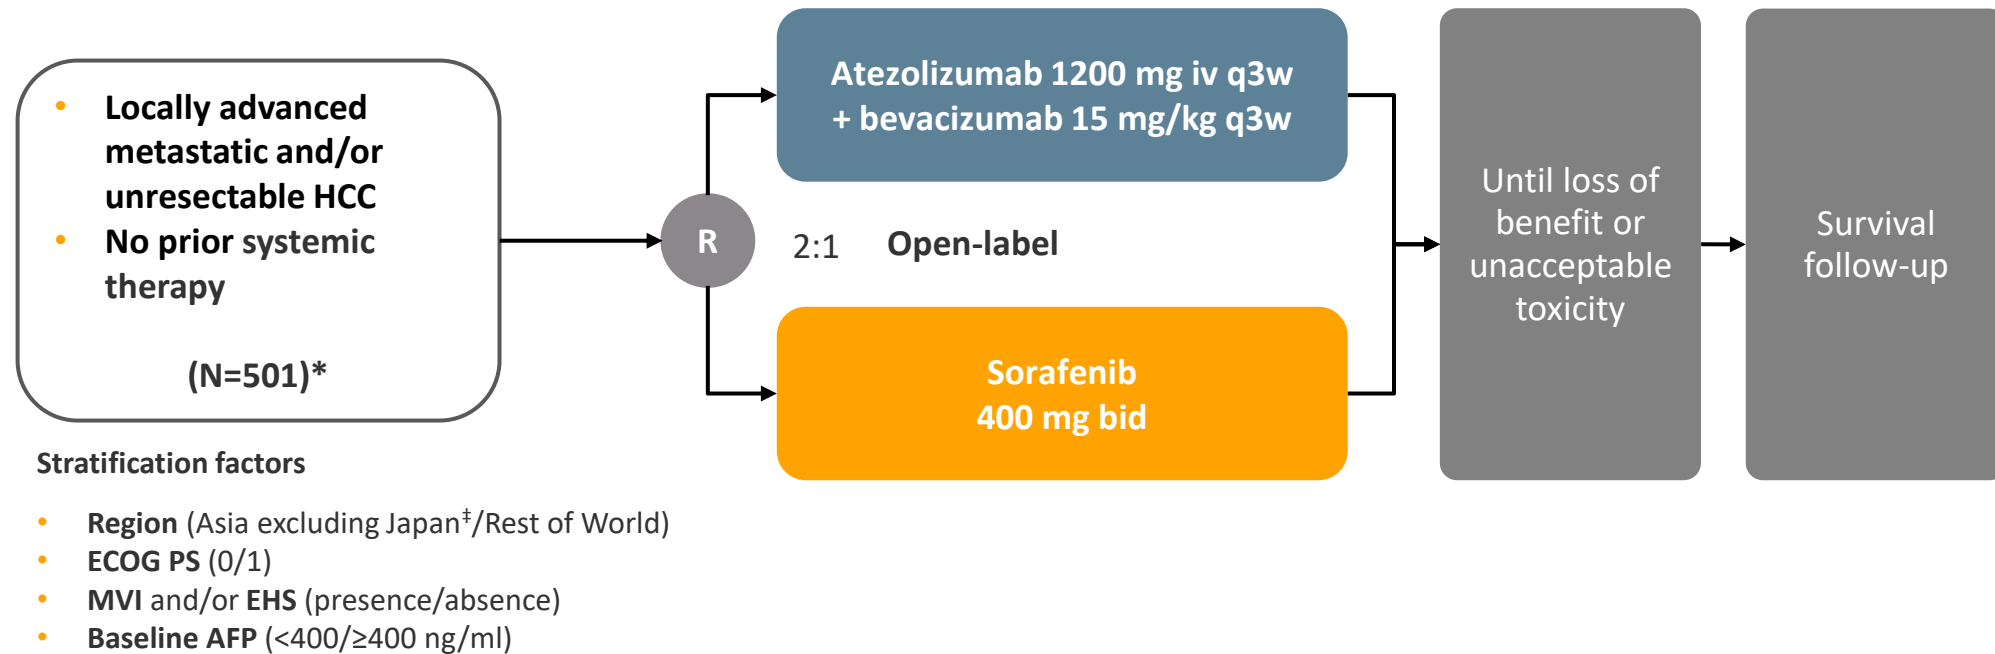 • Locally advanced
metastatic and/or
unresectable HCC
• No prior systemic
therapy
(N=501)*
R
2:1 Open-label
Atezolizumab 1200 mg iv q3w
+ bevacizumab 15 mg/kg q3w
Sorafenib
400 mg bid
Until loss of
benefit or
unacceptable
toxicity
Survival
follow-up
Stratification factors
• Region (Asia excluding Japan‡/Rest of World)
• ECOG PS (0/1)
• MVI and/or EHS (presence/absence)
• Baseline AFP (<400/≥400 ng/ml)